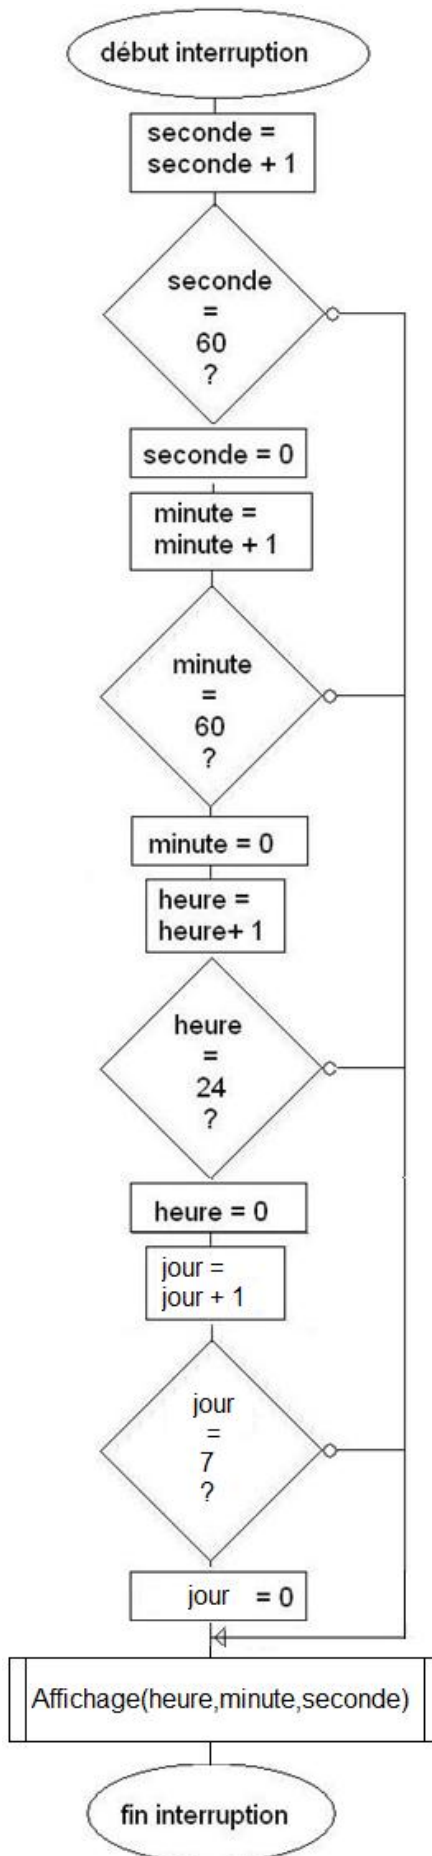 début interruption
seconde =
seconde + 1
seconde
=
60
?
seconde = 0
minute =
minute + 1
minute
=
60
?
minute = 0
heure =
heure+ 1
heure
=
24
?
heure = 0
jour =
jour + 1
jour
=
7
?
jour = 0
Affichage(heure,minute,seconde)
fin interruption